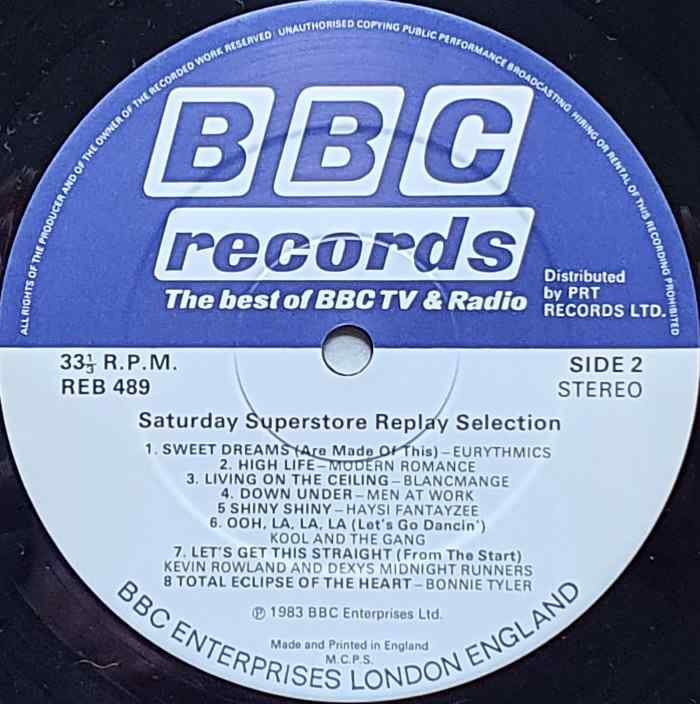 ALL RIGHTS OF THE PRODUCER AND OF THE OWNER OF THE RECORDED WORK RESERVED UNAUTHORISED COPYING PUBLIC PERFORMANCE BROADCASTING HIRING OR RENTAL OF THIS RECORDING PROHIBITED
BBC
records
The best of BBC TV & Radio
Distributed
by PRT
RECORDS LTD.
33⅓ R.P.M.
SIDE 2
REB 489
STEREO
Saturday Superstore Replay Selection
1. SWEET DREAMS (Are Made Of This) – EURYTHMICS
2. HIGH LIFE – MODERN ROMANCE
3. LIVING ON THE CEILING – BLANCMANGE
4. DOWN UNDER – MEN AT WORK
5 SHINY SHINY – HAYSI FANTAYZEE
6. OOH, LA, LA, LA (Let's Go Dancin')
KOOL AND THE GANG
7. LET'S GET THIS STRAIGHT (From The Start)
KEVIN ROWLAND AND DEXYS MIDNIGHT RUNNERS
8 TOTAL ECLIPSE OF THE HEART – BONNIE TYLER
℗ 1983 BBC Enterprises Ltd.
Made and Printed in England
M.C.P.S.
BBC ENTERPRISES LONDON ENGLAND